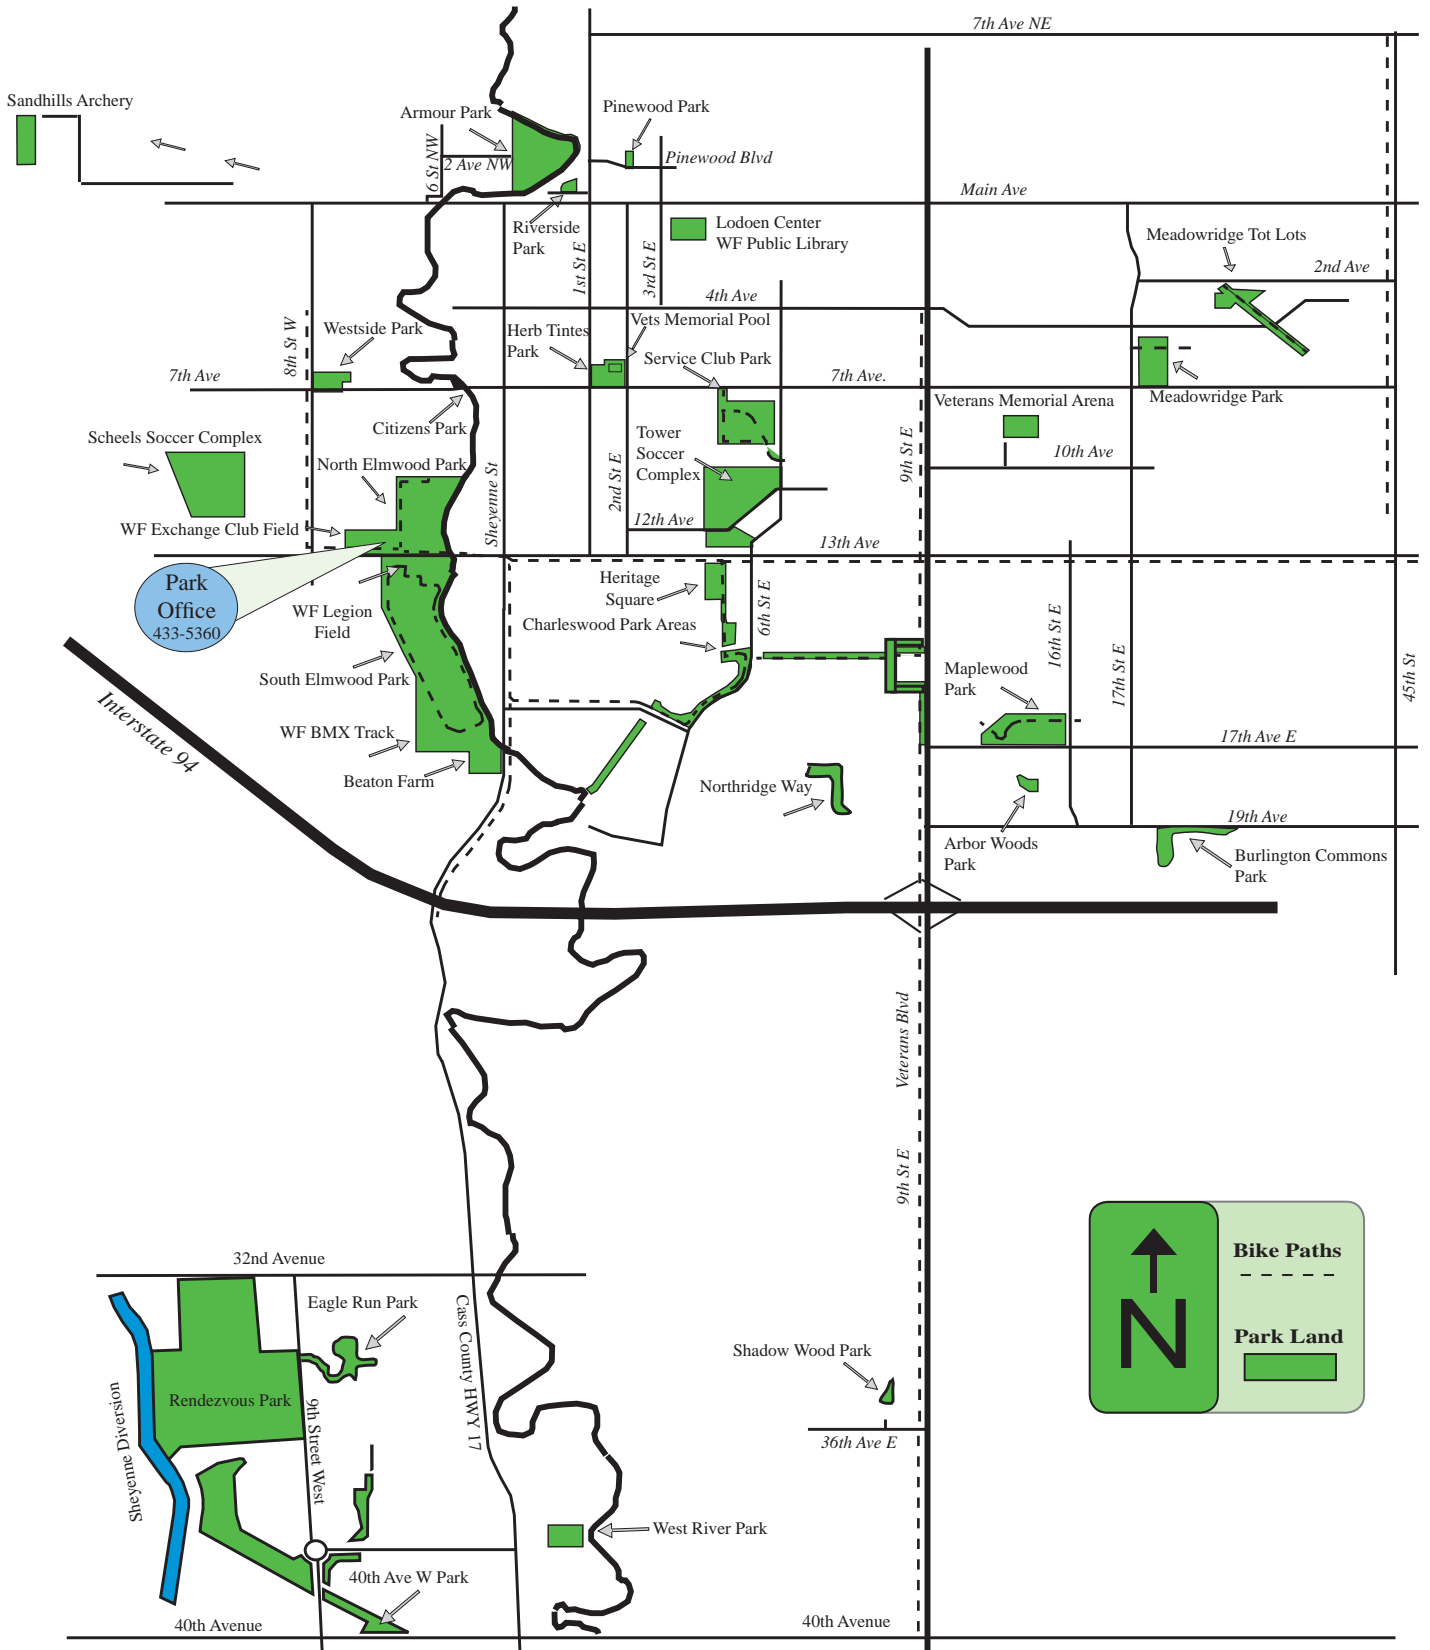 7th Ave NE
Sandhills Archery
Armour Park
Pinewood Park
6 St NW
2 Ave NW
Pinewood Blvd
Main Ave
Riverside
Park
1st St E
3rd St E
Lodoen Center
WF Public Library
Meadowridge Tot Lots
2nd Ave
4th Ave
8th St W
Westside Park
Herb Tintes
Park
Vets Memorial Pool
Service Club Park
7th Ave
7th Ave.
Meadowridge Park
Citizens Park
Veterans Memorial Arena
Scheels Soccer Complex
North Elmwood Park
Sheyenne St
2nd St E
Tower
Soccer
Complex
9th St E
10th Ave
WF Exchange Club Field
12th Ave
13th Ave
Park
Office
433-5360
WF Legion
Field
Heritage
Square
Charleswood Park Areas
6th St E
16th St E
17th St E
45th St
South Elmwood Park
Maplewood
Park
Interstate 94
WF BMX Track
17th Ave E
Beaton Farm
Northridge Way
Arbor Woods
Park
19th Ave
Burlington Commons
Park
Veterans Blvd
9th St E
32nd Avenue
Eagle Run Park
Cass County HWY 17
Bike Paths
Park Land
N
Shadow Wood Park
Rendezvous Park
Sheyenne Diversion
9th Street West
36th Ave E
West River Park
40th Ave W Park
40th Avenue
40th Avenue